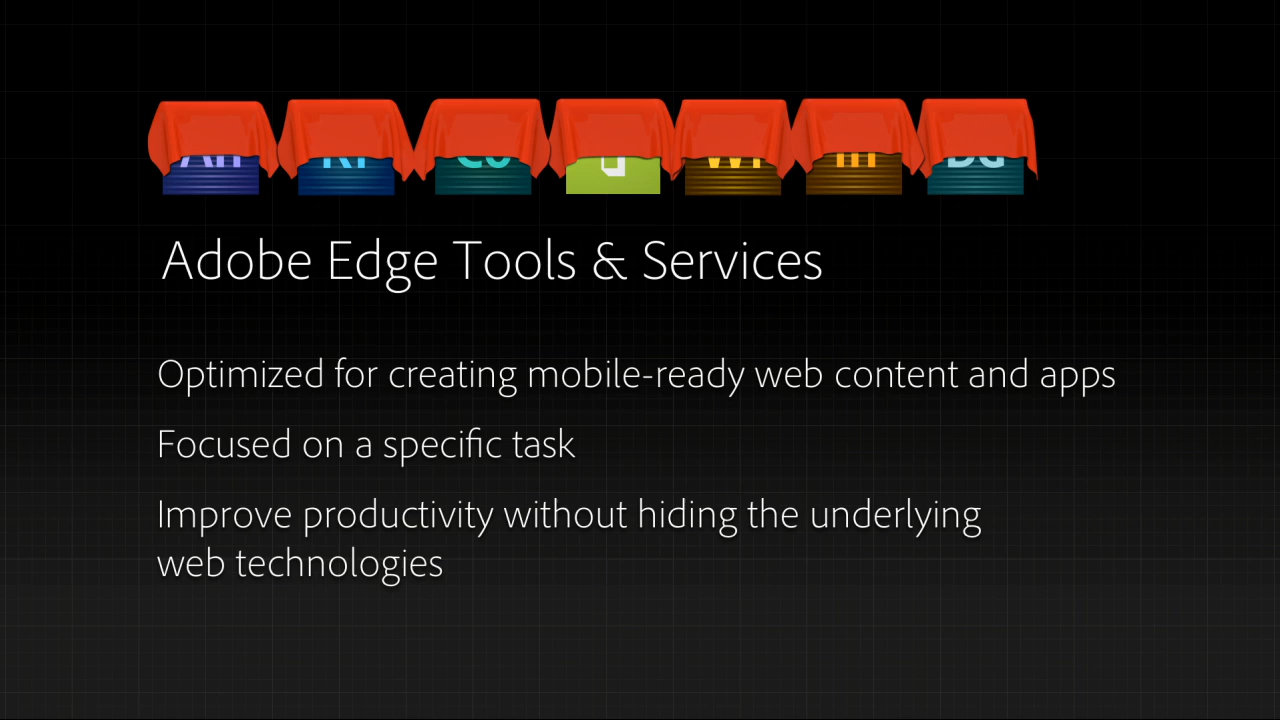 Adobe Edge Tools & Services
Optimized for creating mobile-ready web content and apps
Focused on a specific task
Improve productivity without hiding the underlying
web technologies